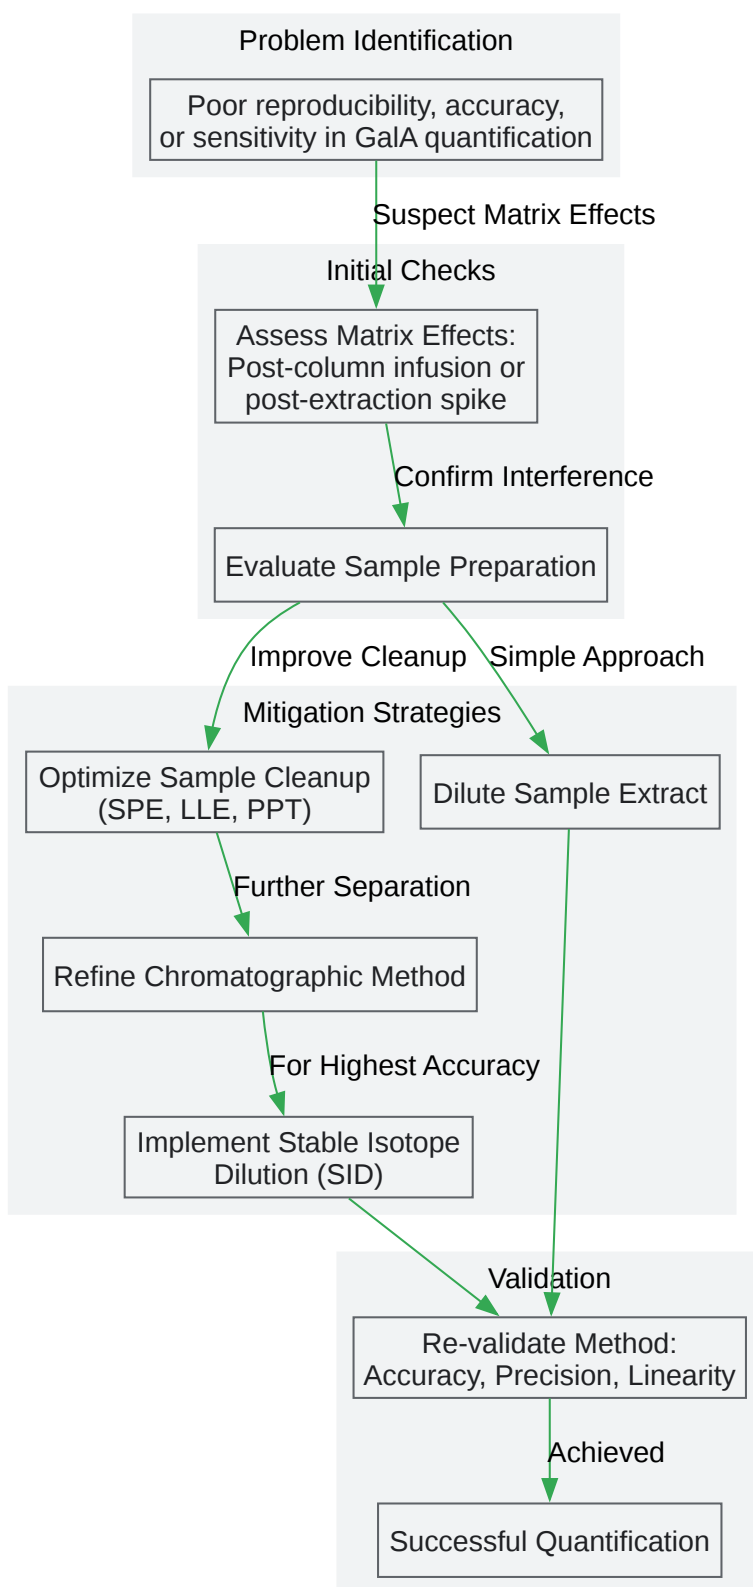 Problem Identification
Poor reproducibility, accuracy,
or sensitivity in GalA quantification
Suspect Matrix Effects
Initial Checks
Assess Matrix Effects:
Post-column infusion or
post-extraction spike
Confirm Interference
Evaluate Sample Preparation
Improve Cleanup
Simple Approach
Mitigation Strategies
Optimize Sample Cleanup
(SPE, LLE, PPT)
Dilute Sample Extract
Further Separation
Refine Chromatographic Method
For Highest Accuracy
Implement Stable Isotope
Dilution (SID)
Validation
Re-validate Method:
Accuracy, Precision, Linearity
Achieved
Successful Quantification